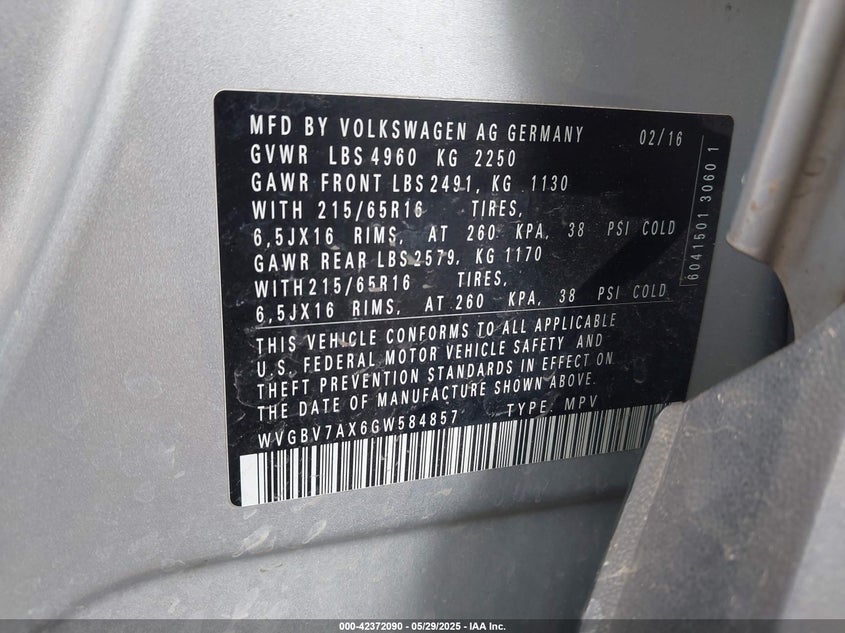 MFD BY VOLKSWAGEN AG GERMANY 02/16
GVWR LBS 4960 KG 2250
GAWR FRONT LBS 2491, KG 1130
WITH 215/65R16 TIRES,
6,5JX16 RIMS, AT 260 KPA, 38 PSI COLD
GAWR REAR LBS2579, KG 1170
WITH215/65R16 TIRES,
6,5JX16 RIMS, AT 260 KPA, 38 PSI COLD
THIS VEHICLE CONFORMS TO ALL APPLICABLE
U.S. FEDERAL MOTOR VEHICLE SAFETY AND
THEFT PREVENTION STANDARDS IN EFFECT ON
THE DATE OF MANUFACTURE SHOWN ABOVE.
WVGBV7AX6GW584857 TYPE: MPV
6041501 3060 1
000-42372090 - 05/29/2025 - IAA Inc.